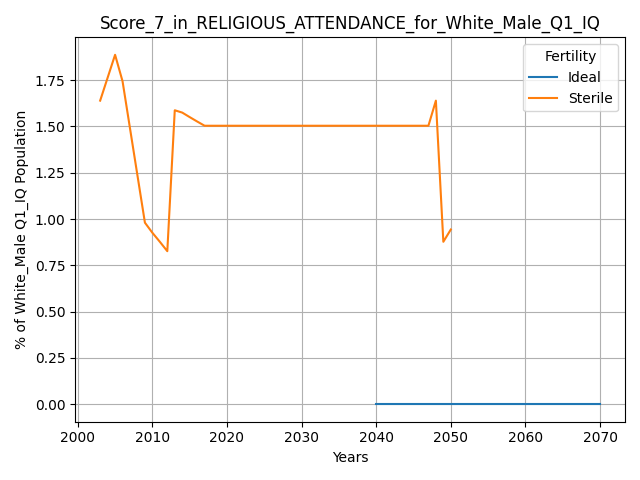 Score_7_in_RELIGIOUS_ATTENDANCE_for_White_Male_Q1_IQ
Fertility
Ideal
Sterile
% of White_Male Q1_IQ Population
1.75
1.50
1.25
1.00
0.75
0.50
0.25
0.00
2000 2010 2020 2030 2040 2050 2060 2070
Years